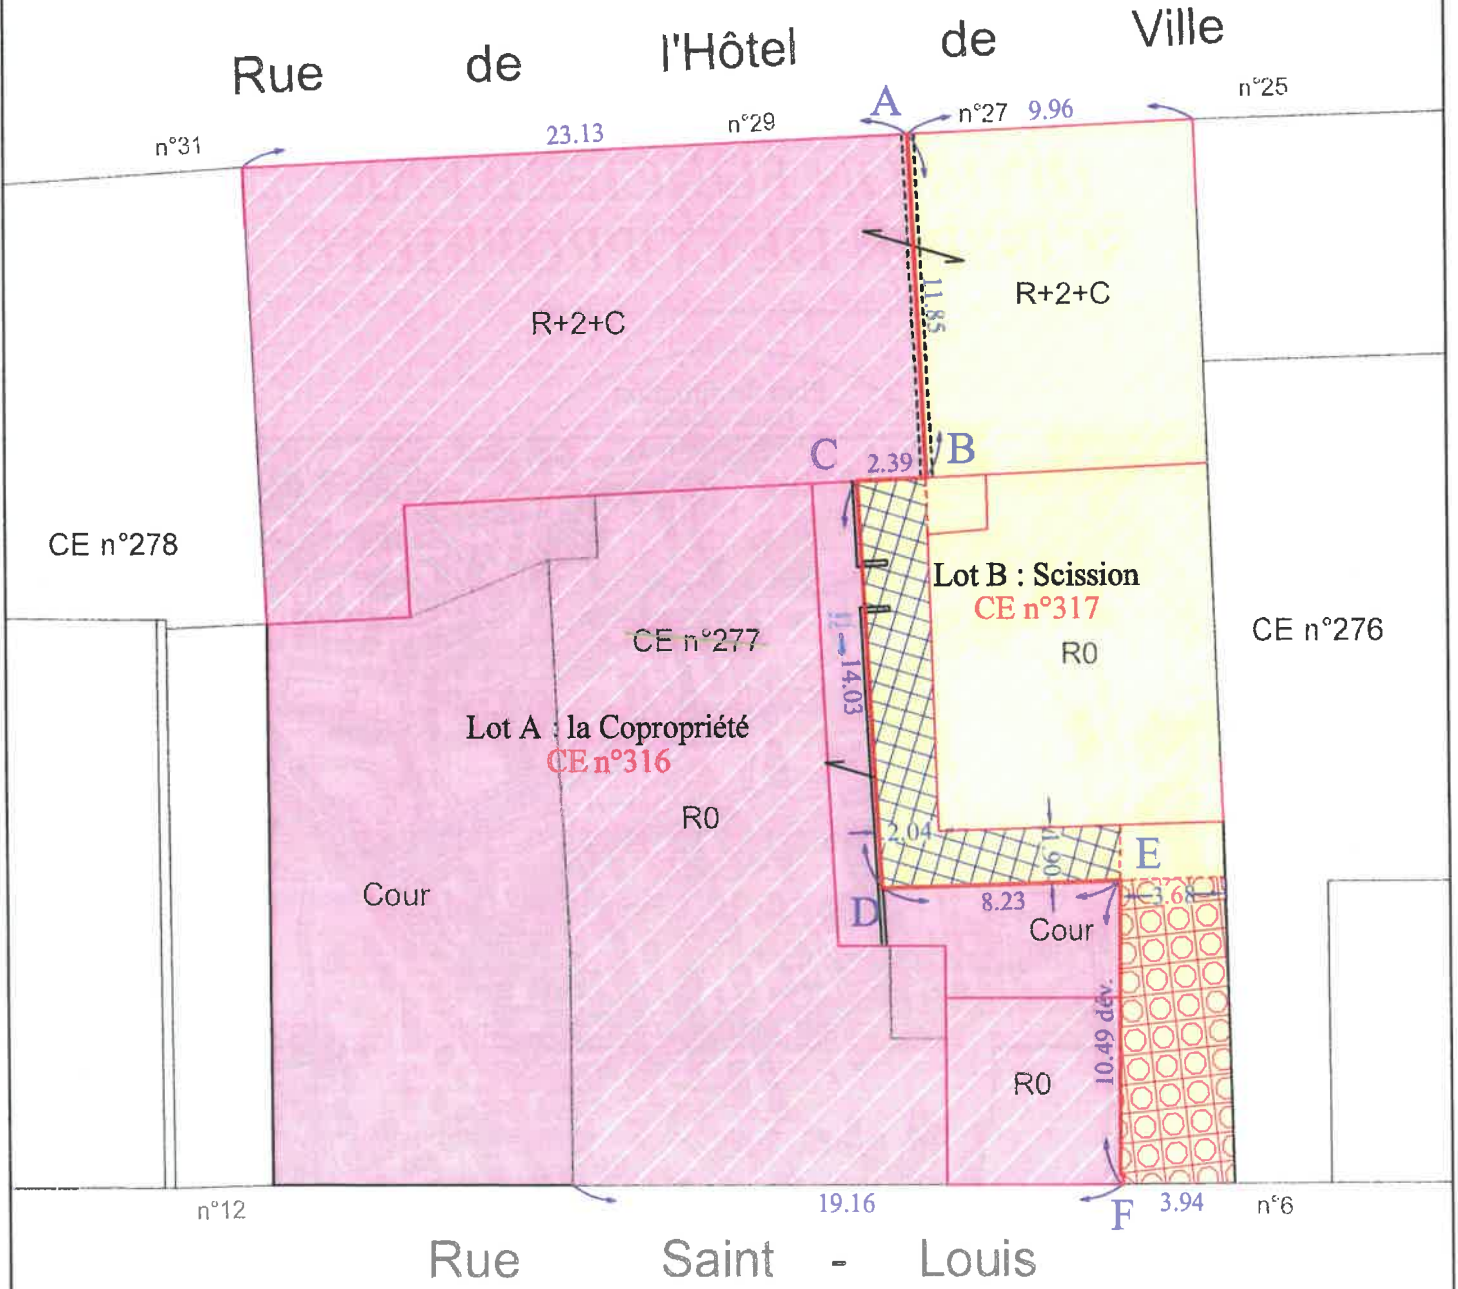 Rue de l'Hôtel de Ville
n°31
23.13
n°29
A
n°27
9.96
n°25
R+2+C
11.85
R+2+C
C
2.39
B
CE n°278
Lot B : Scission
CE n°317
CE n°277
R0
CE n°276
14.03
Lot A : la Copropriété
CE n°316
R0
2.04
1.90
E
Cour
D
8.23
3.68
Cour
10.49 dév.
R0
n°12
19.16
F
3.94
n°6
Rue Saint - Louis